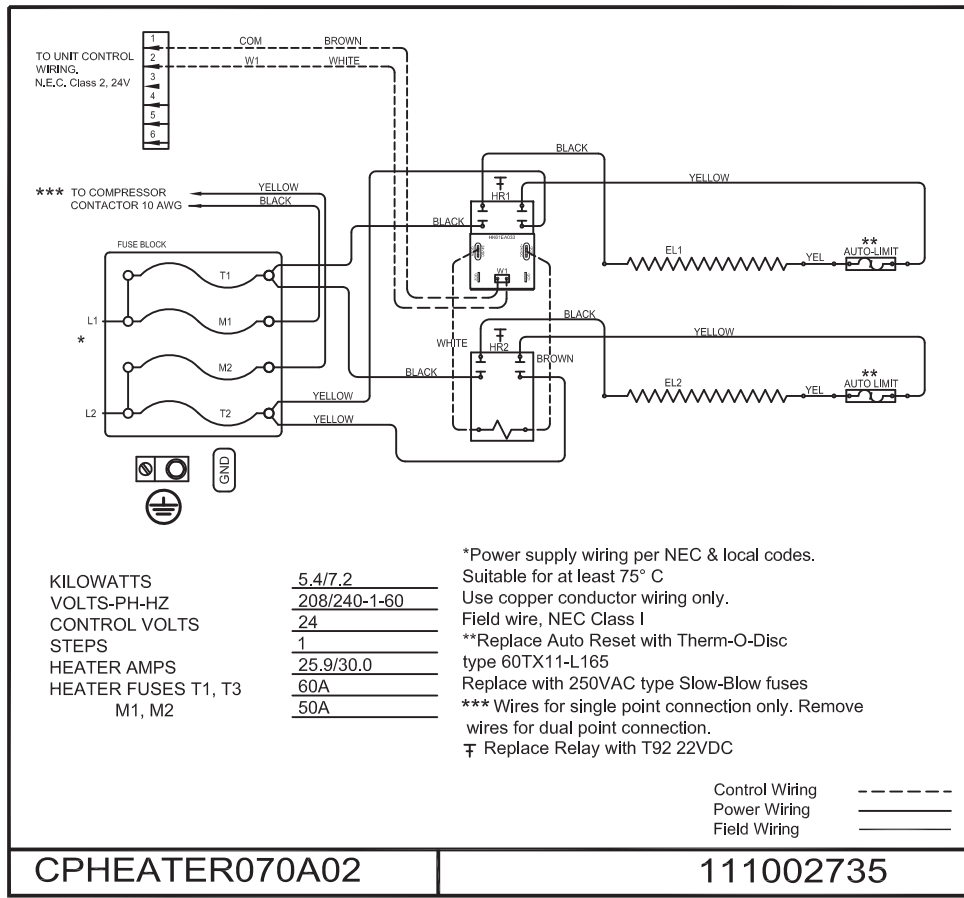 1
2
3
4
5
6
TO UNIT CONTROL
WIRING.
N.E.C. Class 2, 24V
COM BROWN
W1 WHITE
*** TO COMPRESSOR
CONTACTOR 10 AWG
YELLOW
BLACK
BLACK
YELLOW
HR1
BLACK
HK61EA003
W1
EL1
YEL
**
AUTO-LIMIT
FUSE BLOCK
T1
L1
M1
*
M2
L2
T2
YELLOW
YELLOW
BLACK
WHITE
BROWN
BLACK
HR2
YELLOW
EL2
YEL
**
AUTO LIMIT
GND
KILOWATTS 5.4/7.2
VOLTS-PH-HZ 208/240-1-60
CONTROL VOLTS 24
STEPS 1
HEATER AMPS 25.9/30.0
HEATER FUSES T1, T3 60A
M1, M2 50A
*Power supply wiring per NEC & local codes.
Suitable for at least 75° C
Use copper conductor wiring only.
Field wire, NEC Class I
**Replace Auto Reset with Therm-O-Disc
type 60TX11-L165
Replace with 250VAC type Slow-Blow fuses
*** Wires for single point connection only. Remove
wires for dual point connection.
Replace Relay with T92 22VDC
Control Wiring
Power Wiring
Field Wiring
CPHEATER070A02
111002735